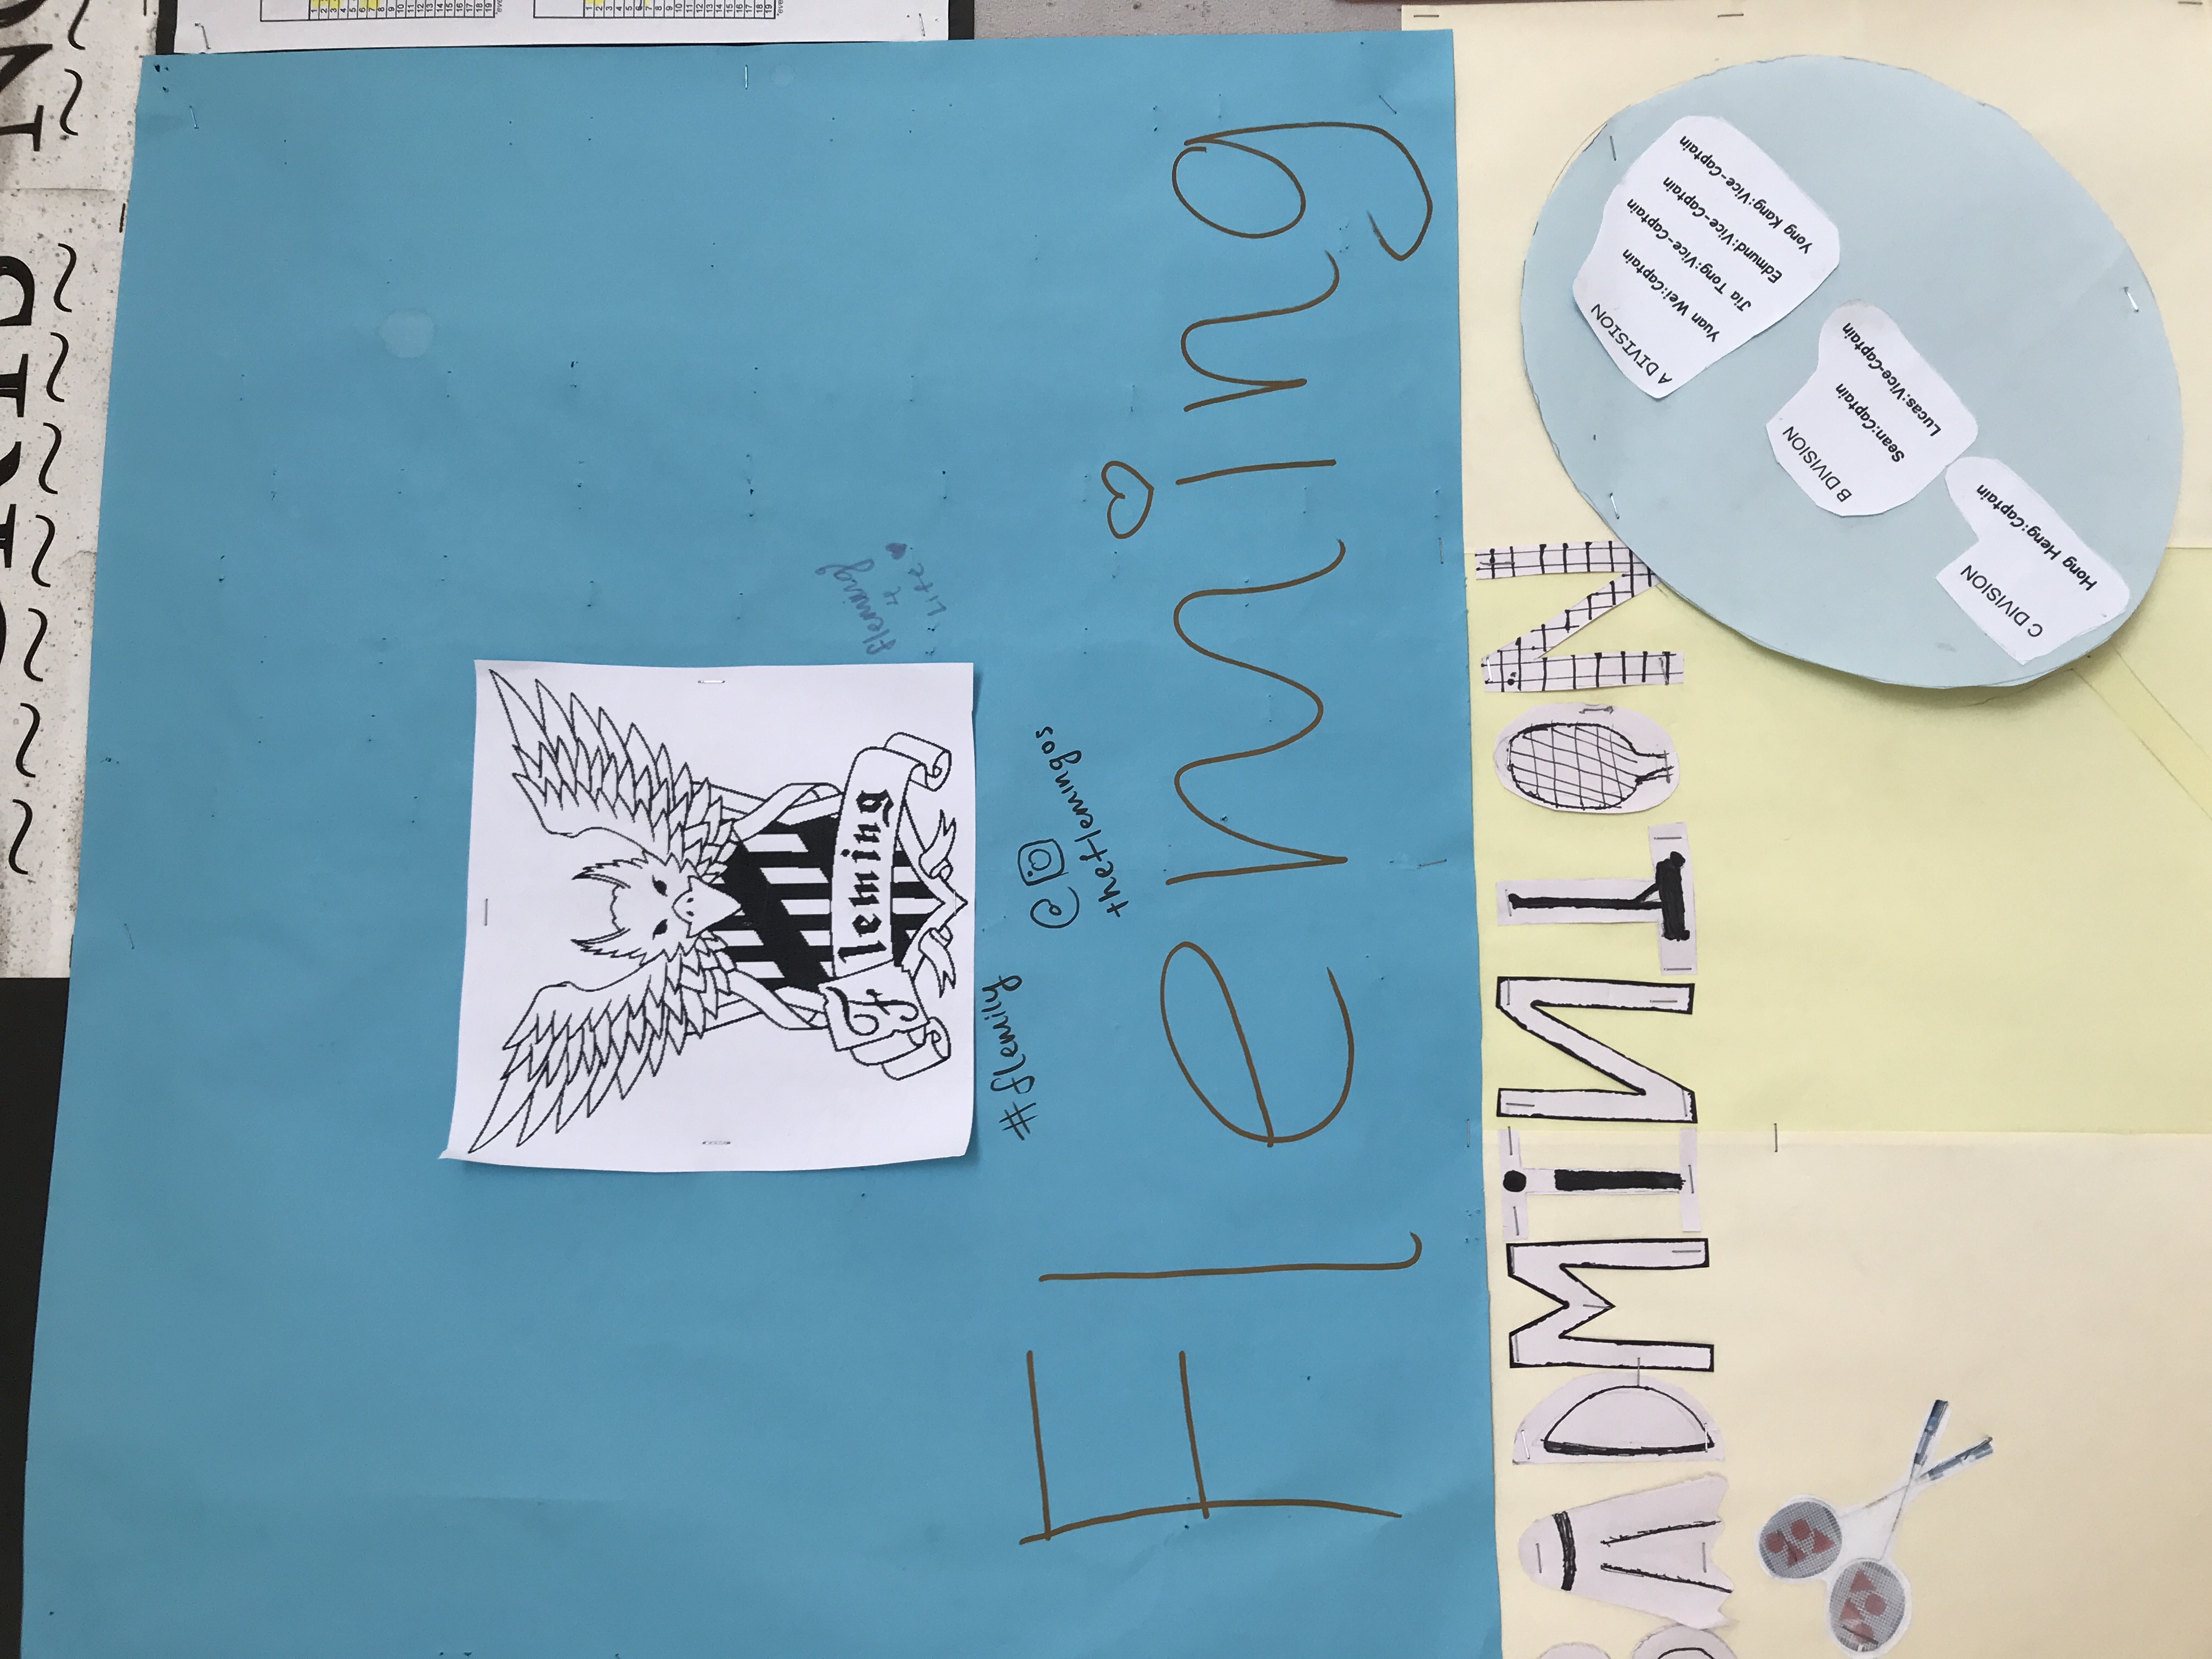 Fleming
fleming
4
Life ♥
#flemily
@
theflemingos
Fleming
BADMINTON
A DIVISION
Yuan Wei:Captain
Jia Tong:Vice-Captain
Edmund:Vice-Captain
Yong Kang:Vice-Captain
B DIVISION
Sean:Captain
Lucas:Vice-Captain
C DIVISION
Hong Heng:Captain